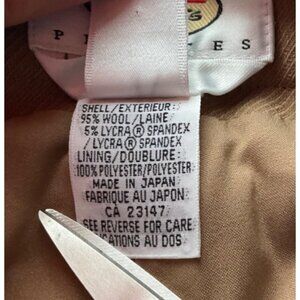 SHELL/EXTERIEUR:
95% WOOL/LAINE
5% LYCRA® SPANDEX
/ LYCRA® SPANDEX
LINING/DOUBLURE:
100% POLYESTER/POLYESTER
MADE IN JAPAN
FABRIQUE AU JAPON
CA 23147
SEE REVERSE FOR CARE
ICATIONS AU DOS